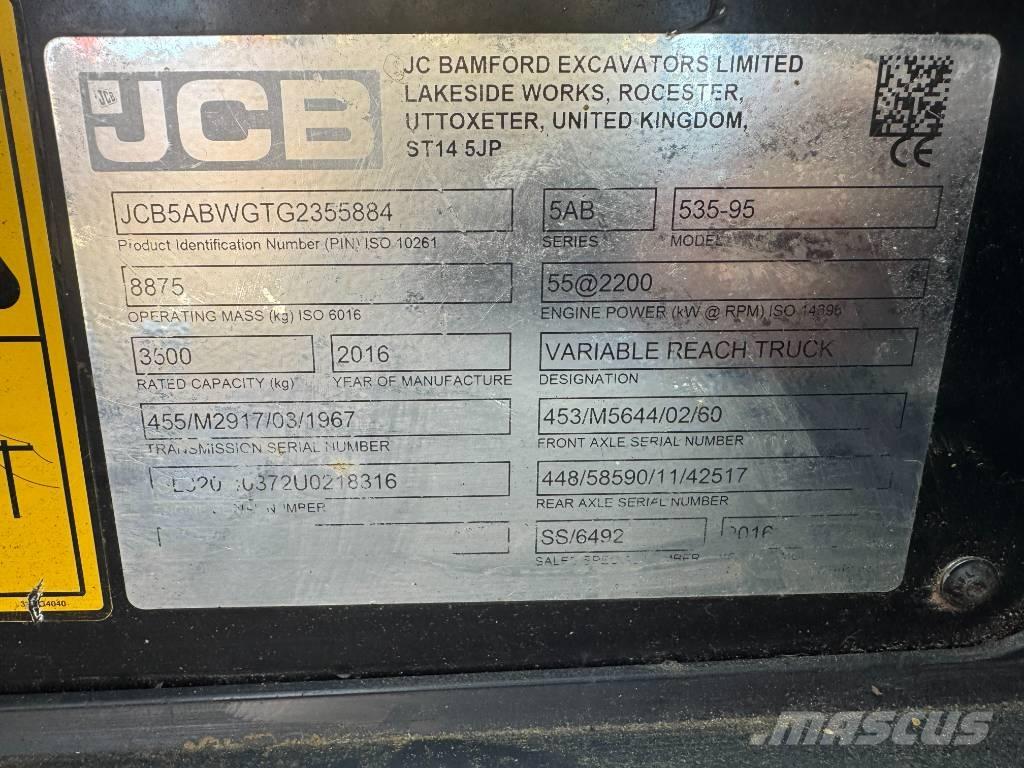 JCB
JCB
JC BAMFORD EXCAVATORS LIMITED
LAKESIDE WORKS, ROCESTER,
UTTOXETER, UNITED KINGDOM,
ST14 5JP
CE
JCB5ABWGTG2355884
Product Identification Number (PIN) ISO 10261
5AB
SERIES
535-95
MODEL
8875
OPERATING MASS (kg) ISO 6016
55@2200
ENGINE POWER (kW @ RPM) ISO 14396
3500
RATED CAPACITY (kg)
2016
YEAR OF MANUFACTURE
VARIABLE REACH TRUCK
DESIGNATION
455/M2917/03/1967
TRANSMISSION SERIAL NUMBER
453/M5644/02/60
FRONT AXLE SERIAL NUMBER
448/58590/11/42517
REAR AXLE SERIAL NUMBER
SS/6492
2016
MASCUS